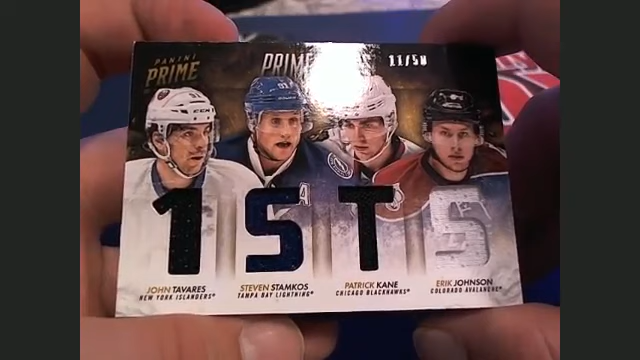 PANINI
PRIME
PRIME
11/50
1STS
JOHN TAVARES
NEW YORK ISLANDERS®
STEVEN STAMKOS
TAMPA BAY LIGHTNING®
PATRICK KANE
CHICAGO BLACKHAWKS®
ERIK JOHNSON
COLORADO AVALANCHE®